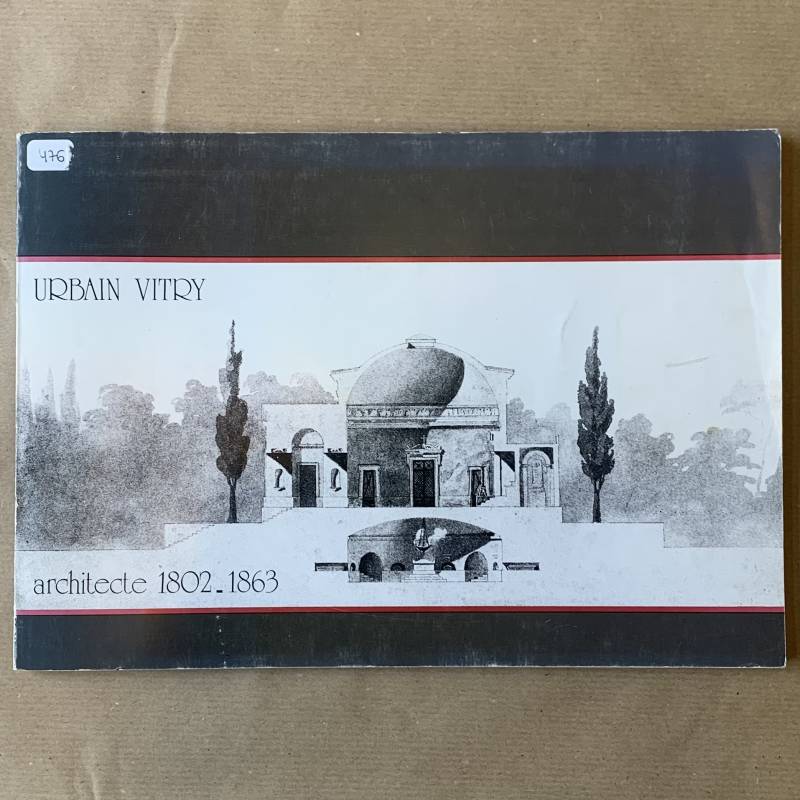 476
URBAIN VITRY
architecte 1802_1863